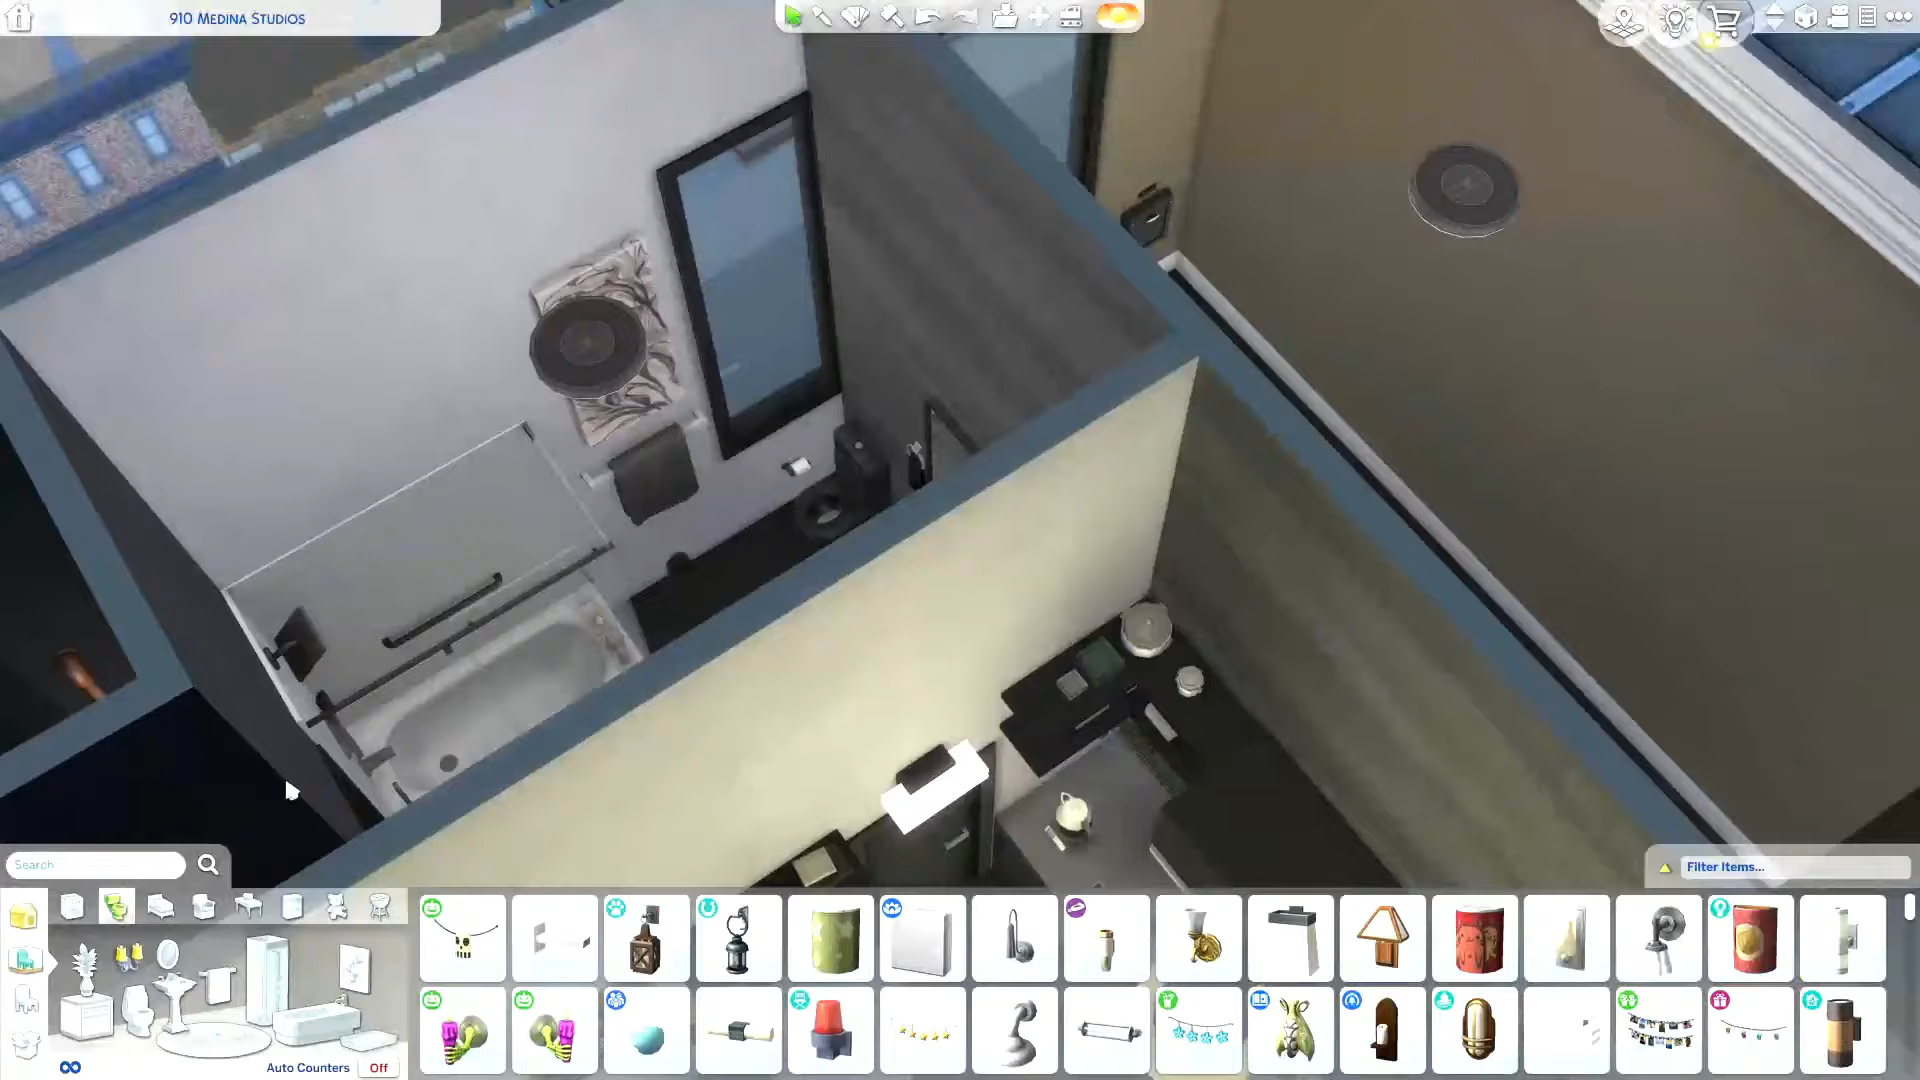 910 Medina Studios
Search
Filter Items...
Auto Counters
Off